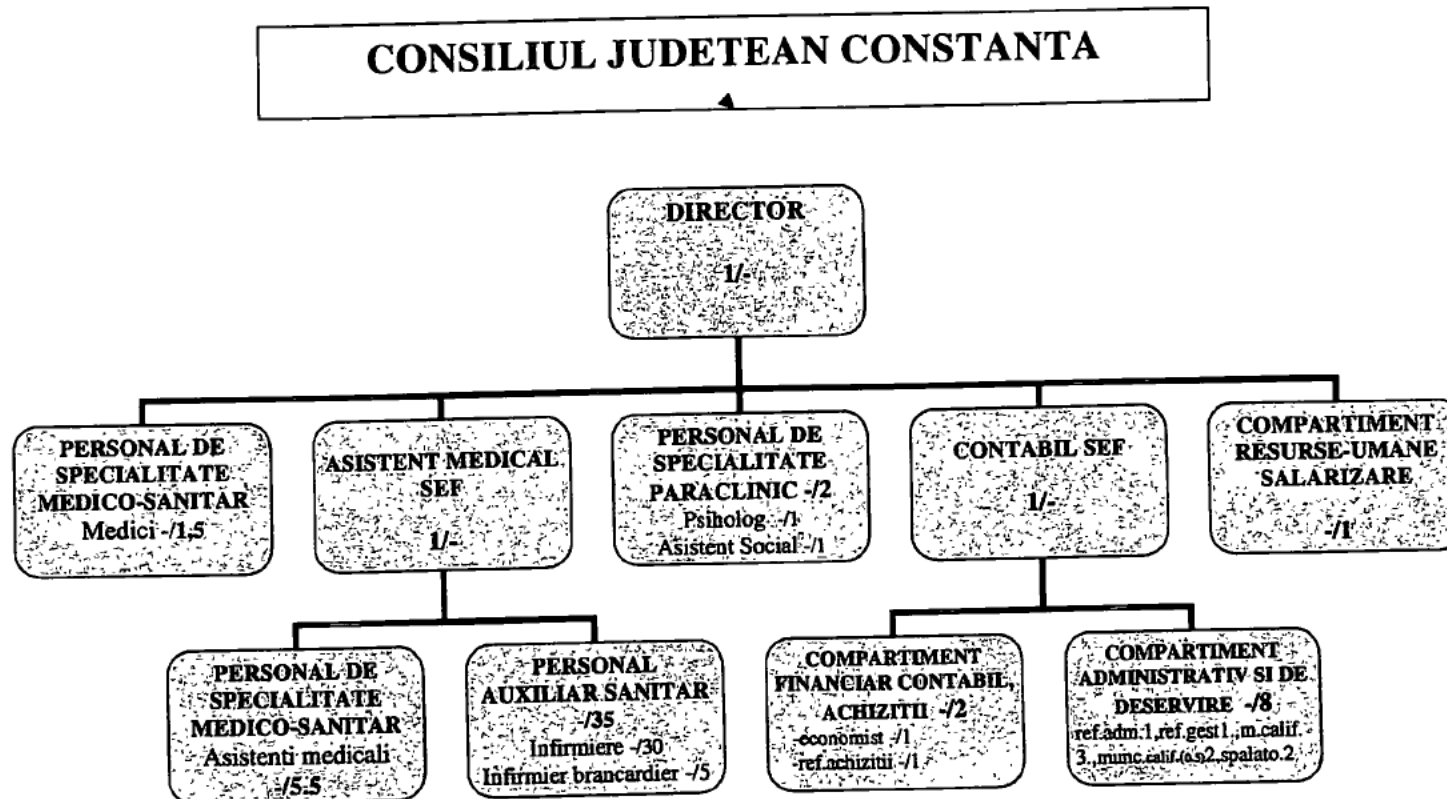 CONSILIUL JUDETEAN CONSTANTA
DIRECTOR
1/-
PERSONAL DE
SPECIALITATE
MEDICO-SANITAR
Medici -/1,5
ASISTENT MEDICAL
SEF
1/-
PERSONAL DE
SPECIALITATE
PARACLINIC -/2
Psiholog -/1
Asistent Social -/1
CONTABIL SEF
1/-
COMPARTIMENT
RESURSE-UMANE
SALARIZARE
-/1
PERSONAL DE
SPECIALITATE
MEDICO-SANITAR
Asistenti medicali
-/5.5
PERSONAL
AUXILIAR SANITAR
-/35
Infirmiere -/30
Infirmier brancardier -/5
COMPARTIMENT
FINANCIAR CONTABIL,
ACHIZITII -/2
-economist -/1
-ref.achizitii -/1
COMPARTIMENT
ADMINISTRATIV SI DE
DESERVIRE -/8
ref.adm.1,ref.gest1,,m.calif.
3.,munc.calif.(0.5)2,spalato.2